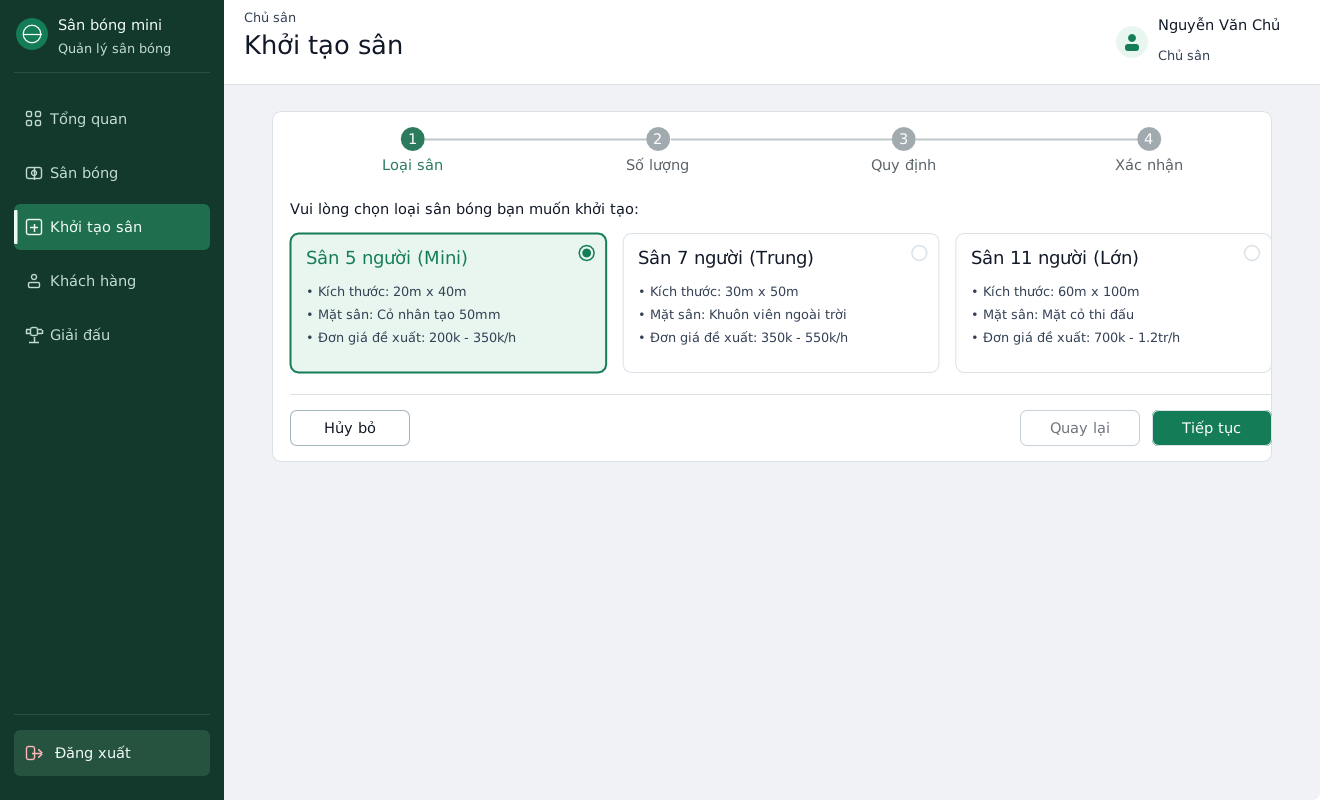 Sân bóng mini
Quản lý sân bóng
Tổng quan
Sân bóng
Khởi tạo sân
Khách hàng
Giải đấu
Đăng xuất
Chủ sân
Khởi tạo sân
Nguyễn Văn Chủ
Chủ sân
1
2
3
4
Loại sân
Số lượng
Quy định
Xác nhận
Vui lòng chọn loại sân bóng bạn muốn khởi tạo:
Sân 5 người (Mini)
• Kích thước: 20m x 40m
• Mặt sân: Cỏ nhân tạo 50mm
• Đơn giá đề xuất: 200k - 350k/h
Sân 7 người (Trung)
• Kích thước: 30m x 50m
• Mặt sân: Khuôn viên ngoài trời
• Đơn giá đề xuất: 350k - 550k/h
Sân 11 người (Lớn)
• Kích thước: 60m x 100m
• Mặt sân: Mặt cỏ thi đấu
• Đơn giá đề xuất: 700k - 1.2tr/h
Hủy bỏ
Quay lại
Tiếp tục